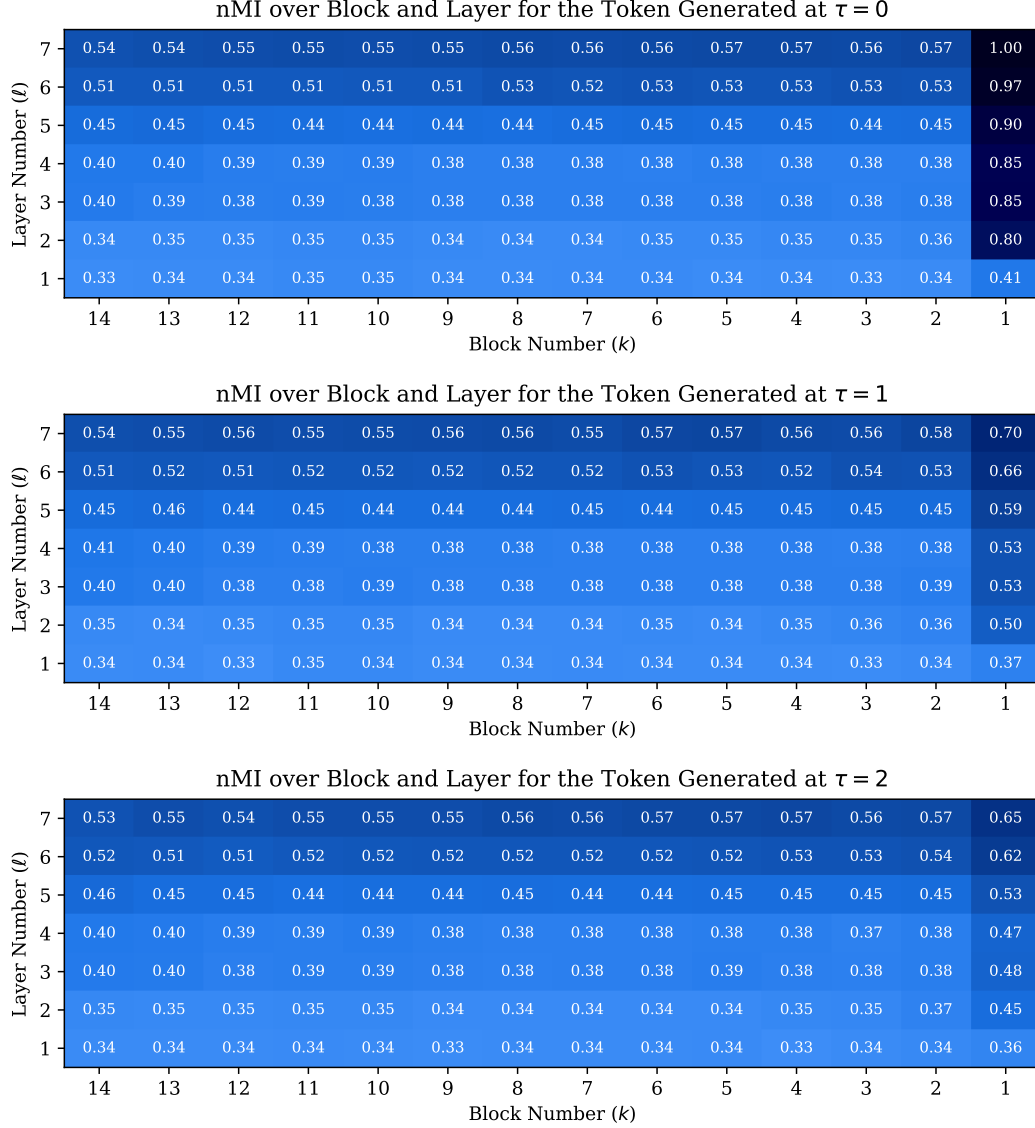 nMI over Block and Layer for the Token Generated at τ = 0
Layer Number (ℓ)
7 0.54 0.54 0.55 0.55 0.55 0.55 0.56 0.56 0.56 0.57 0.57 0.56 0.57 1.00
6 0.51 0.51 0.51 0.51 0.51 0.51 0.53 0.52 0.53 0.53 0.53 0.53 0.53 0.97
5 0.45 0.45 0.45 0.44 0.44 0.44 0.44 0.45 0.45 0.45 0.45 0.44 0.45 0.90
4 0.40 0.40 0.39 0.39 0.39 0.38 0.38 0.38 0.38 0.38 0.38 0.38 0.38 0.85
3 0.40 0.39 0.38 0.39 0.38 0.38 0.38 0.38 0.38 0.38 0.38 0.38 0.38 0.85
2 0.34 0.35 0.35 0.35 0.35 0.34 0.34 0.34 0.35 0.35 0.35 0.35 0.36 0.80
1 0.33 0.34 0.34 0.35 0.35 0.34 0.34 0.34 0.34 0.34 0.34 0.33 0.34 0.41
14 13 12 11 10 9 8 7 6 5 4 3 2 1
Block Number (k)
nMI over Block and Layer for the Token Generated at τ = 1
Layer Number (ℓ)
7 0.54 0.55 0.56 0.55 0.55 0.56 0.56 0.55 0.57 0.57 0.56 0.56 0.58 0.70
6 0.51 0.52 0.51 0.52 0.52 0.52 0.52 0.52 0.53 0.53 0.52 0.54 0.53 0.66
5 0.45 0.46 0.44 0.45 0.44 0.44 0.44 0.45 0.44 0.45 0.45 0.45 0.45 0.59
4 0.41 0.40 0.39 0.39 0.38 0.38 0.38 0.38 0.38 0.38 0.38 0.38 0.38 0.53
3 0.40 0.40 0.38 0.38 0.39 0.38 0.38 0.38 0.38 0.38 0.38 0.38 0.39 0.53
2 0.35 0.34 0.35 0.35 0.35 0.34 0.34 0.34 0.35 0.34 0.35 0.36 0.36 0.50
1 0.34 0.34 0.33 0.35 0.34 0.34 0.34 0.34 0.34 0.34 0.34 0.33 0.34 0.37
14 13 12 11 10 9 8 7 6 5 4 3 2 1
Block Number (k)
nMI over Block and Layer for the Token Generated at τ = 2
Layer Number (ℓ)
7 0.53 0.55 0.54 0.55 0.55 0.56 0.56 0.56 0.57 0.57 0.57 0.56 0.57 0.65
6 0.52 0.51 0.51 0.52 0.52 0.52 0.52 0.52 0.52 0.52 0.53 0.53 0.54 0.62
5 0.46 0.45 0.45 0.44 0.44 0.44 0.45 0.44 0.44 0.45 0.45 0.45 0.45 0.53
4 0.40 0.40 0.39 0.39 0.39 0.38 0.38 0.38 0.38 0.38 0.38 0.37 0.38 0.47
3 0.40 0.40 0.38 0.39 0.39 0.38 0.38 0.38 0.38 0.39 0.38 0.38 0.38 0.48
2 0.35 0.35 0.35 0.35 0.35 0.34 0.34 0.34 0.34 0.34 0.35 0.35 0.37 0.45
1 0.34 0.34 0.34 0.34 0.34 0.33 0.34 0.34 0.34 0.34 0.33 0.34 0.34 0.36
14 13 12 11 10 9 8 7 6 5 4 3 2 1
Block Number (k)